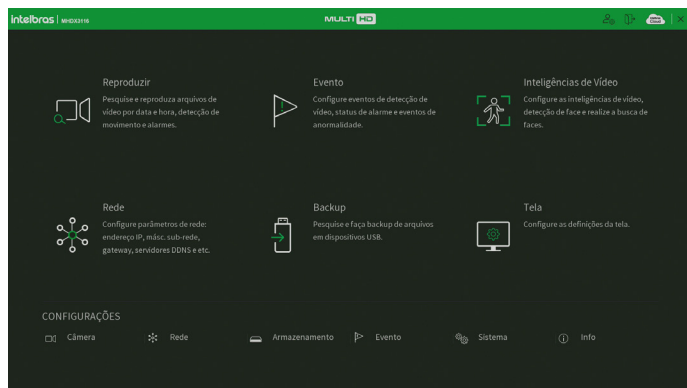 intelbras | MHDX3116
MULTI HD
Reproduzir
Pesquise e reproduza arquivos de
vídeo por data e hora, detecção de
movimento e alarmes.
Evento
Configure eventos de detecção de
vídeo, status de alarme e eventos de
anormalidade.
Inteligências de Vídeo
Configure as inteligências de vídeo,
detecção de face e realize a busca de
faces.
Rede
Configure parâmetros de rede:
endereço IP, másc. sub-rede,
gateway, servidores DDNS e etc.
Backup
Pesquise e faça backup de arquivos
em dispositivos USB.
Tela
Configure as definições da tela.
CONFIGURAÇÕES
Câmera
Rede
Armazenamento
Evento
Sistema
Info